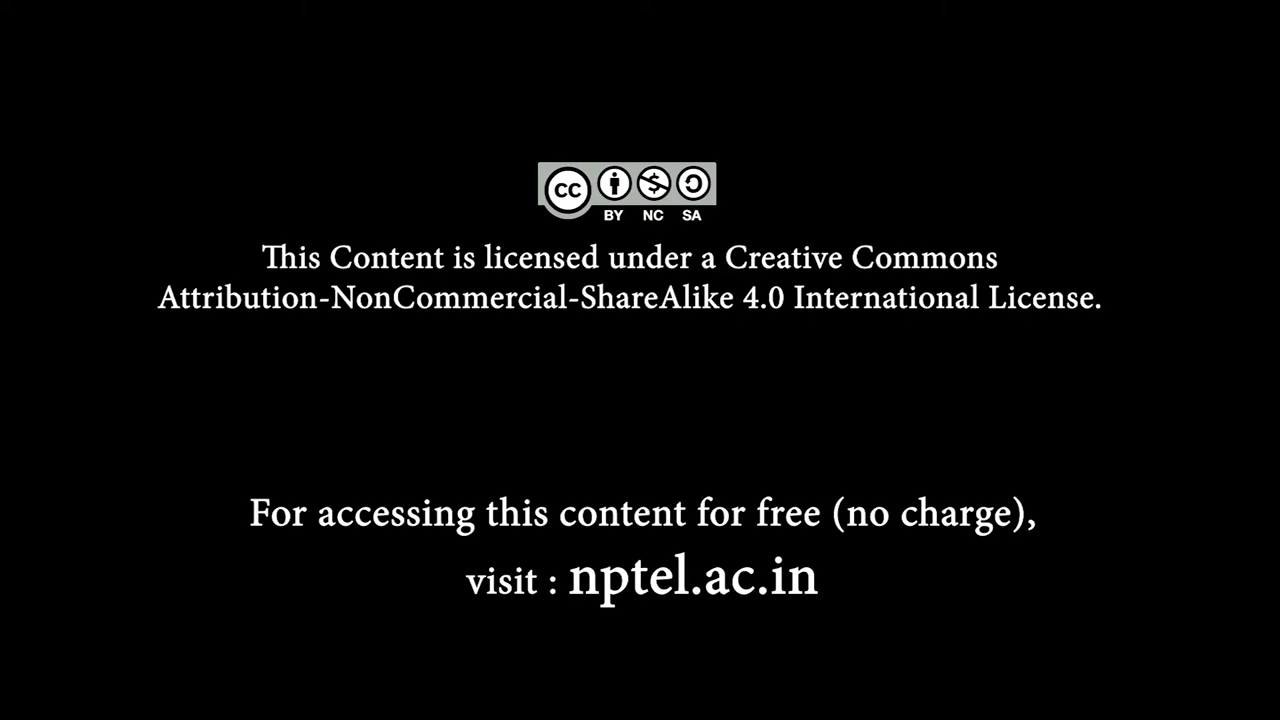 cc
BY NC SA
This Content is licensed under a Creative Commons
Attribution-NonCommercial-ShareAlike 4.0 International License.
For accessing this content for free (no charge),
visit : nptel.ac.in